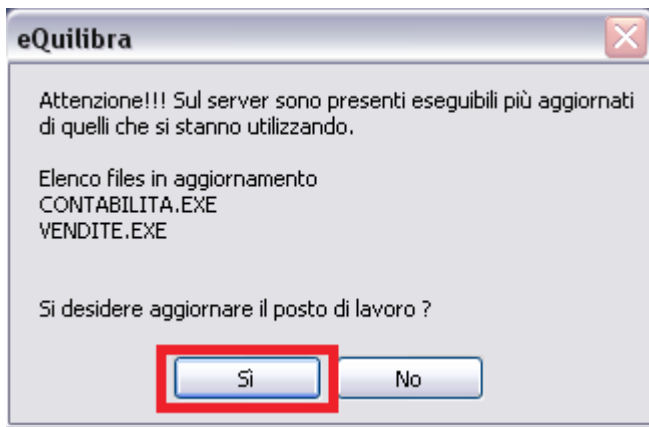 eQuilibra
Attenzione!!! Sul server sono presenti eseguibili più aggiornati
di quelli che si stanno utilizzando.
Elenco files in aggiornamento
CONTABILITA.EXE
VENDITE.EXE
Si desidere aggiornare il posto di lavoro ?
Sì
No